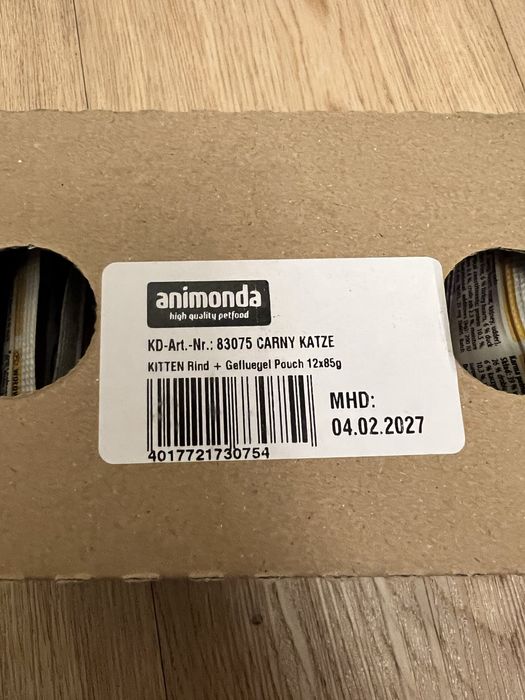 animonda
high quality petfood
KD-Art.-Nr.: 83075 CARNY KATZE
KITTEN Rind + Gefluegel Pouch 12x85g
MHD:
04.02.2027
4017721730754